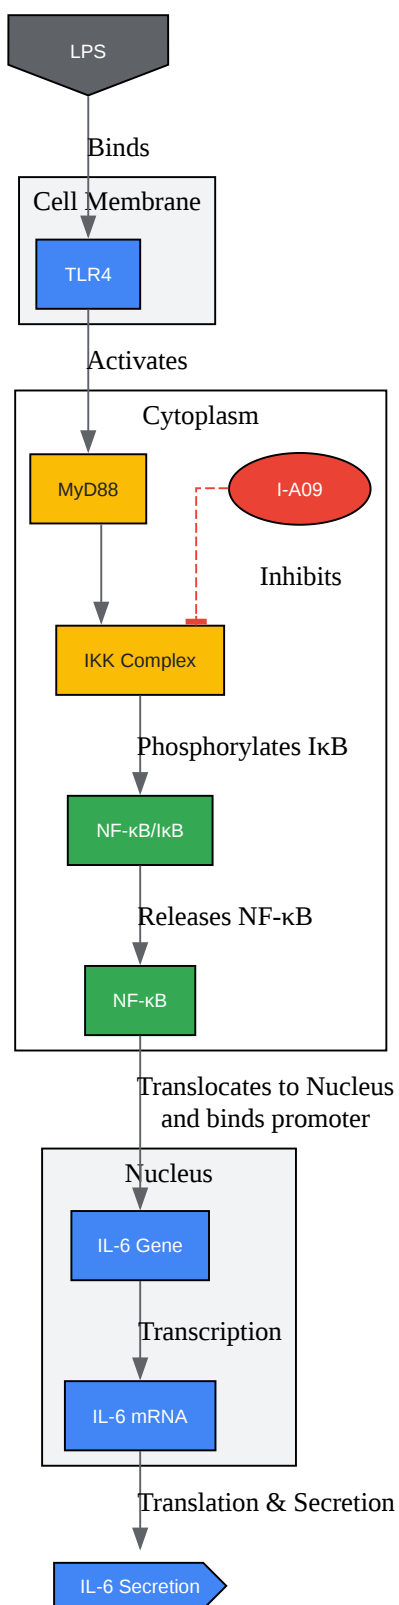 LPS
Binds
Cell Membrane
TLR4
Activates
Cytoplasm
MyD88
I-A09
Inhibits
IKK Complex
Phosphorylates IκB
NF-κB/IκB
Releases NF-κB
NF-κB
Translocates to Nucleus
and binds promoter
Nucleus
IL-6 Gene
Transcription
IL-6 mRNA
Translation & Secretion
IL-6 Secretion